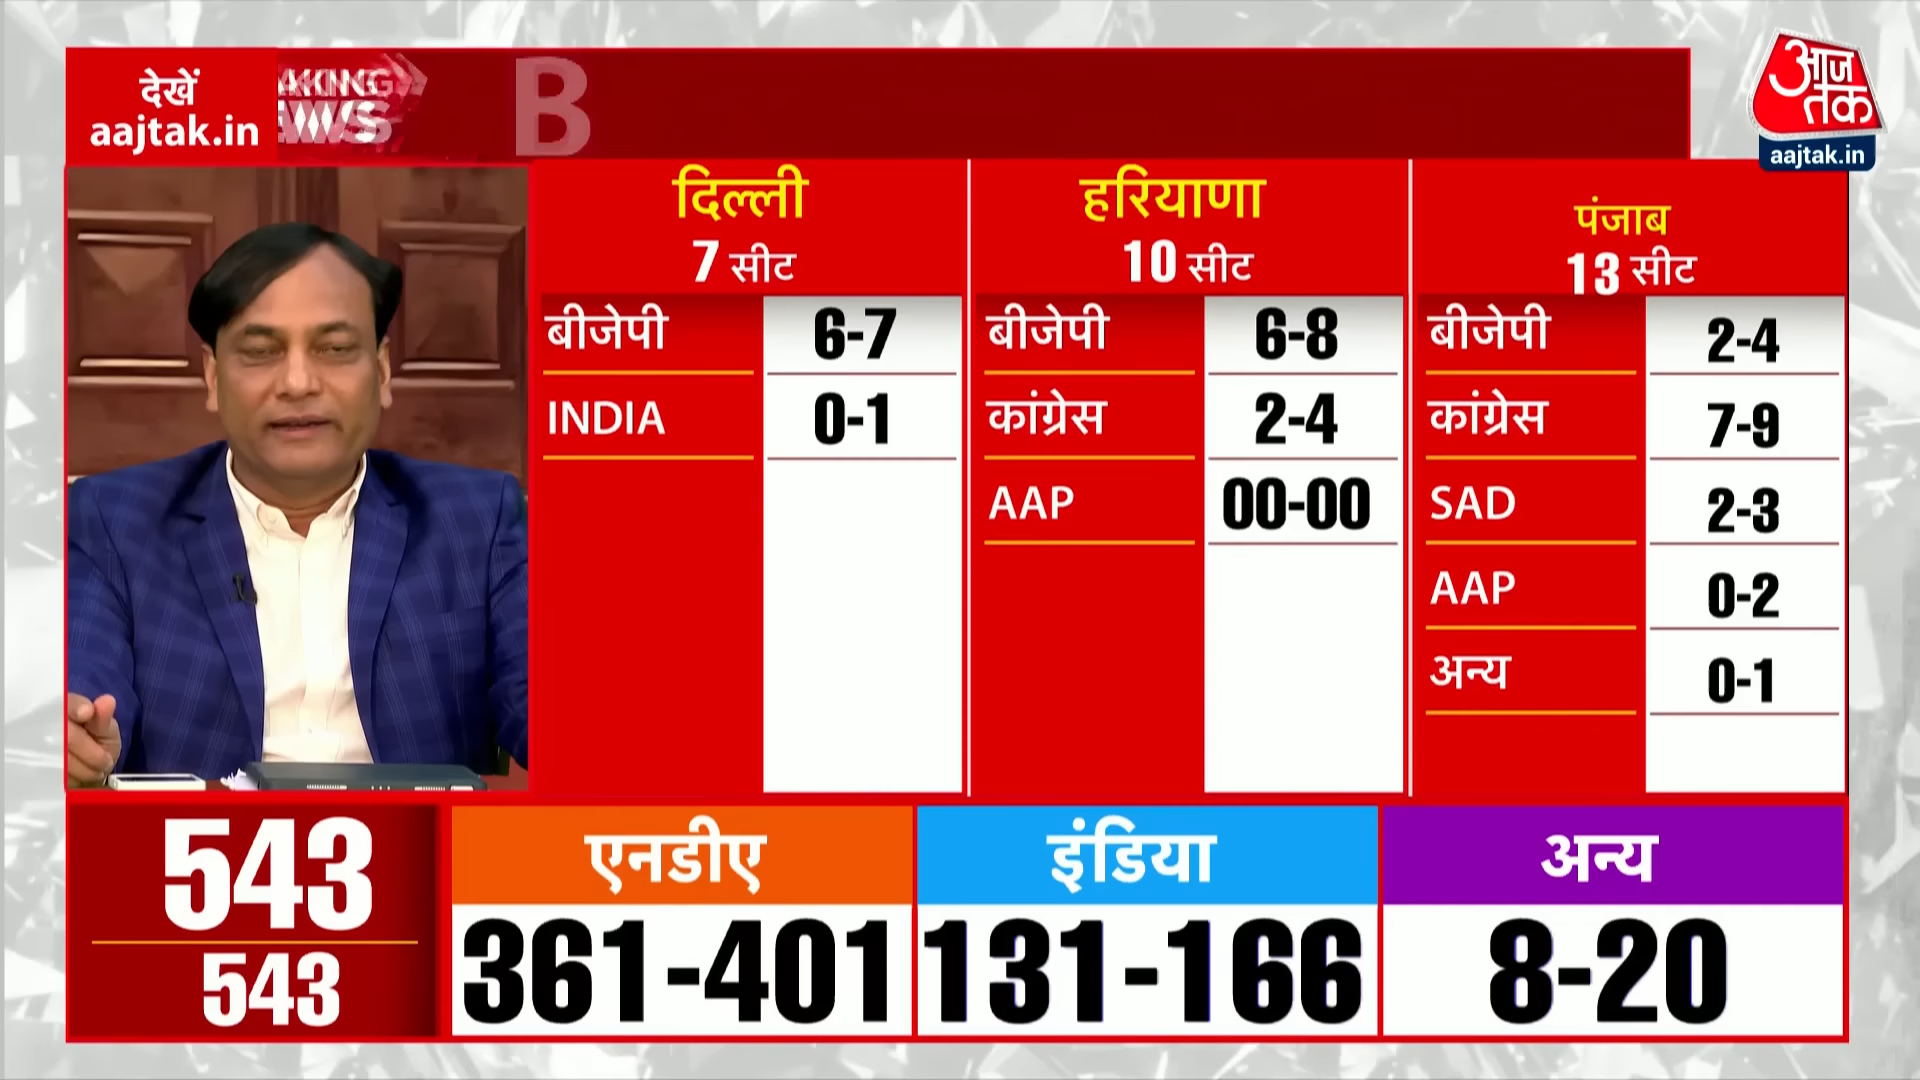 देखें
aajtak.in
B
आज
तक
aajtak.in
दिल्ली
7 सीट
बीजेपी 6-7
INDIA 0-1
हरियाणा
10 सीट
बीजेपी 6-8
कांग्रेस 2-4
AAP 00-00
पंजाब
13 सीट
बीजेपी 2-4
कांग्रेस 7-9
SAD 2-3
AAP 0-2
अन्य 0-1
543
543
एनडीए
361-401
इंडिया
131-166
अन्य
8-20